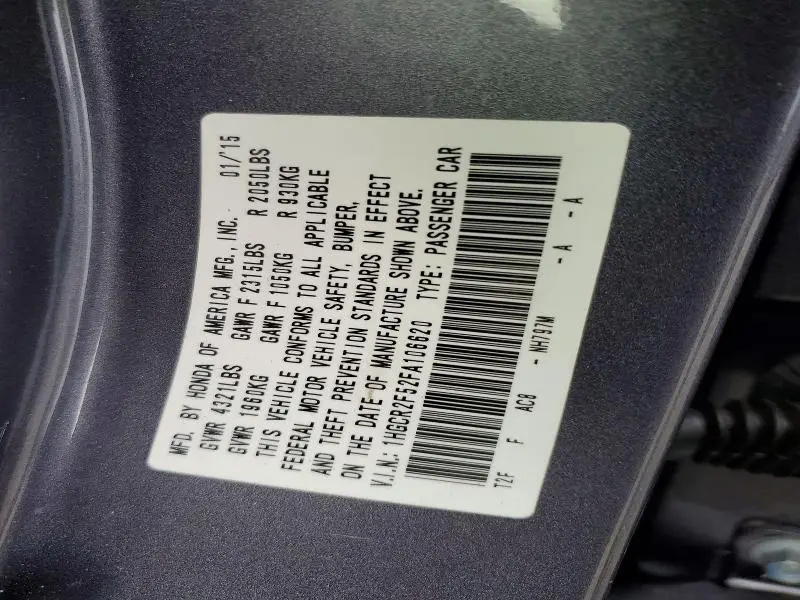 MFD. BY HONDA OF AMERICA MFG., INC. 01/'15
GVWR 4321LBS GAWR F 2315LBS R 2050LBS
GVWR 1960KG GAWR F 1050KG R 930KG
THIS VEHICLE CONFORMS TO ALL APPLICABLE
FEDERAL MOTOR VEHICLE SAFETY, BUMPER,
AND THEFT PREVENTION STANDARDS IN EFFECT
ON THE DATE OF MANUFACTURE SHOWN ABOVE.
V.I.N.: 1HGCR2F52FA106620 TYPE: PASSENGER CAR
T2F F AC8 - NH797M - A - A